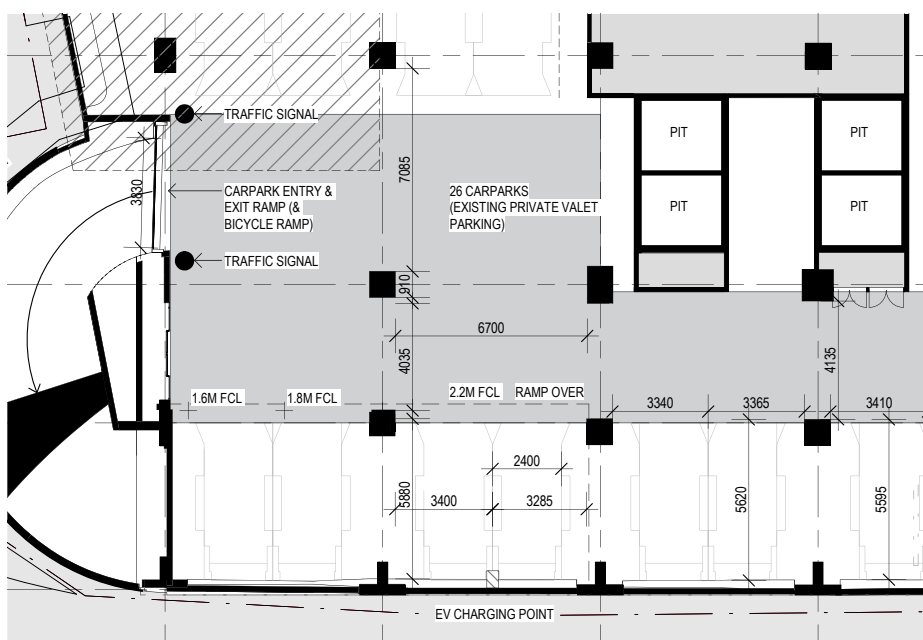 PIT
PIT
TRAFFIC SIGNAL
3830
7085
CARPARK ENTRY &
EXIT RAMP (&
BICYCLE RAMP)
26 CARPARKS
(EXISTING PRIVATE VALET
PARKING)
PIT
PIT
TRAFFIC SIGNAL
910
6700
4035
4135
1.6M FCL
1.8M FCL
2.2M FCL
RAMP OVER
3340
3365
3410
2400
5880
3400
3285
5620
5595
EV CHARGING POINT